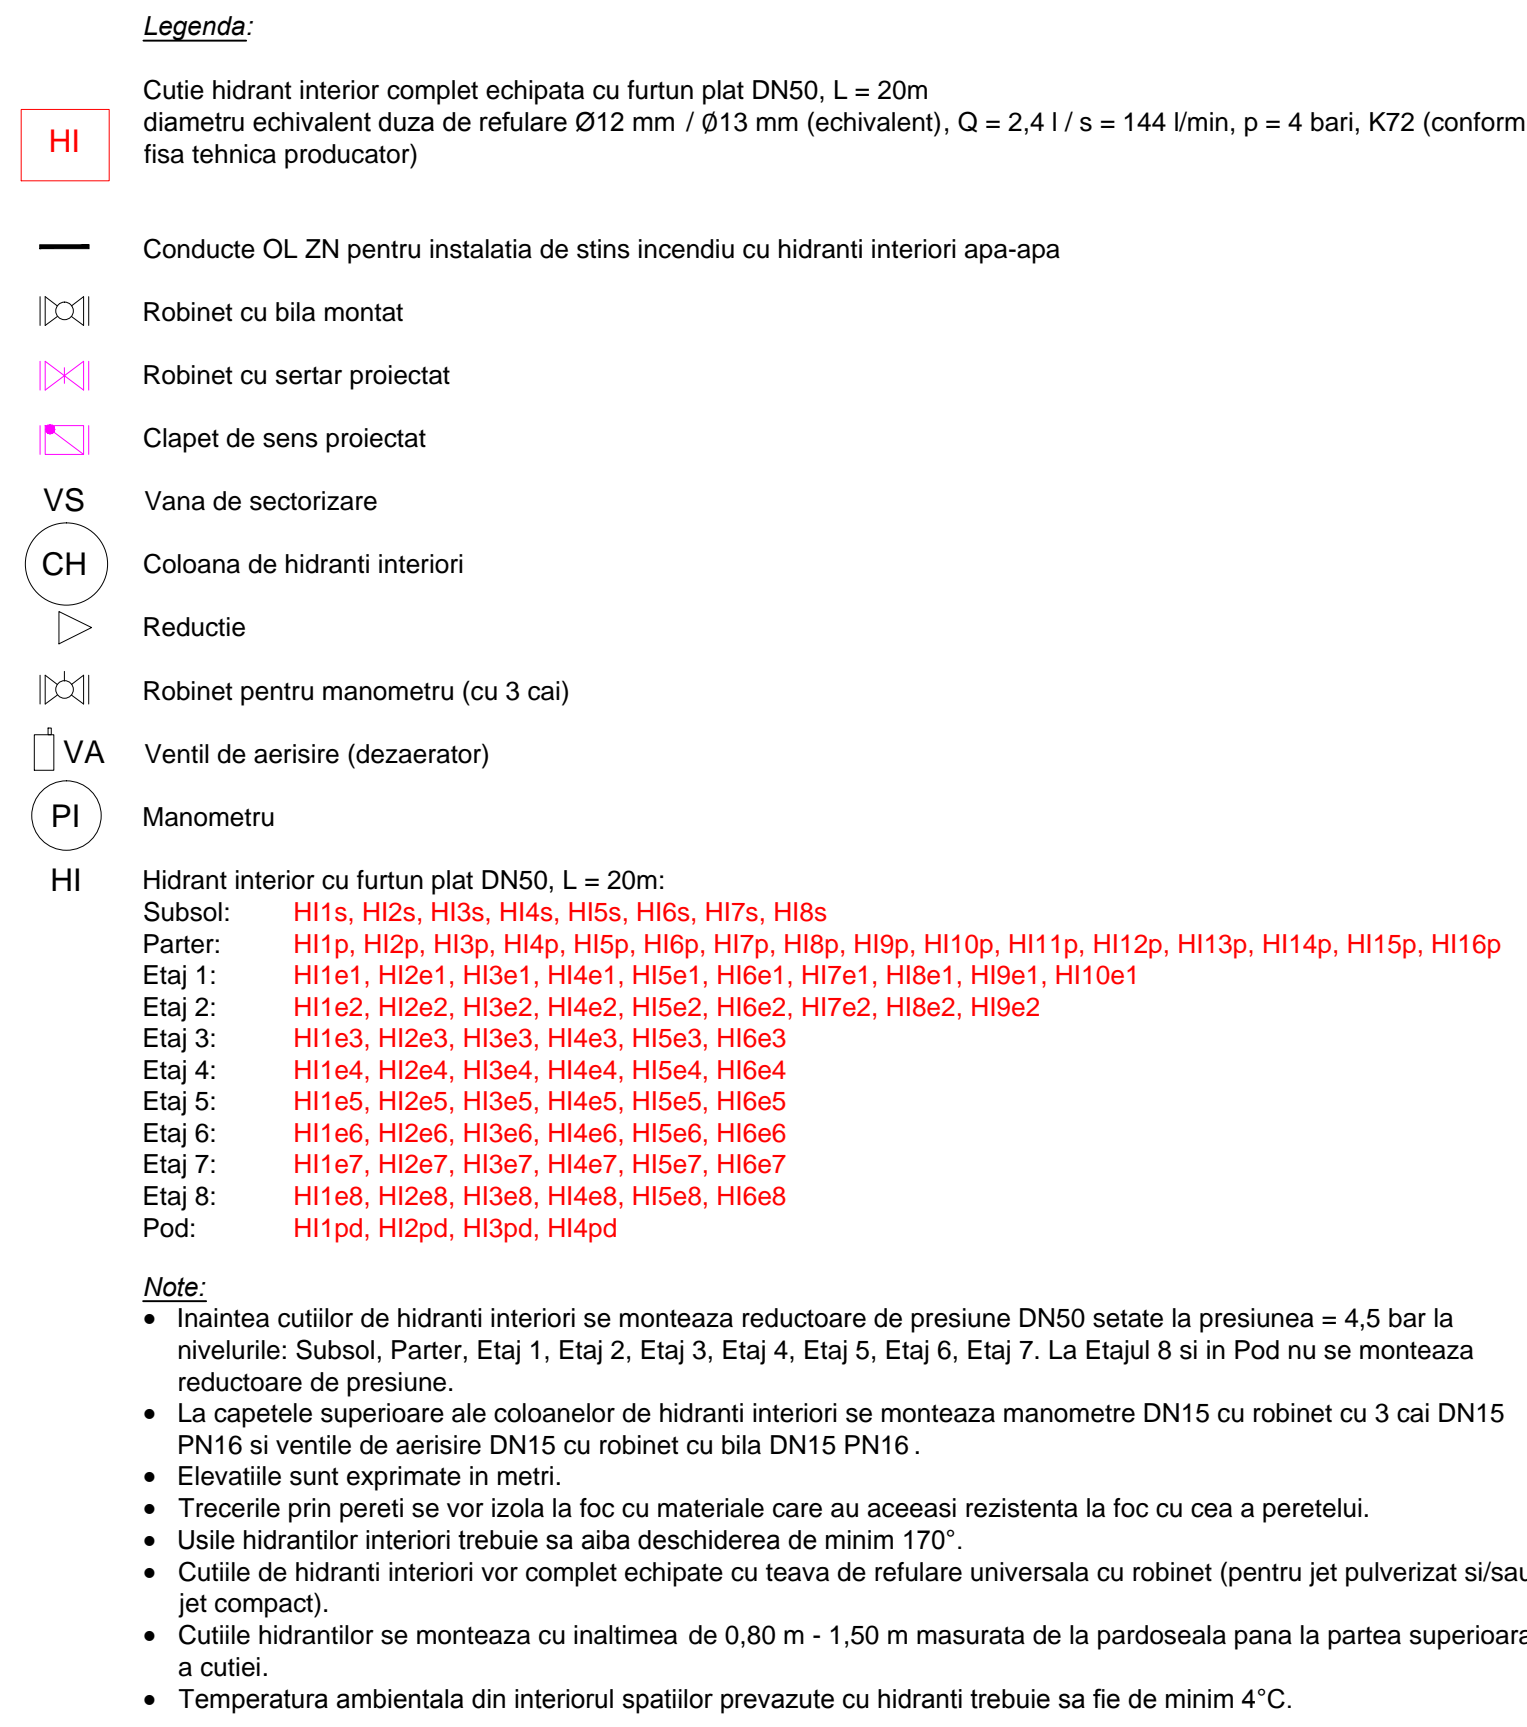 Legenda:
Cutie hidrant interior complet echipata cu furtun plat DN50, L = 20m
HI diametru echivalent duza de refulare Ø12 mm / Ø13 mm (echivalent), Q = 2,4 l / s = 144 l/min, p = 4 bari, K72 (conform
fisa tehnica producator)
Conducte OL ZN pentru instalatia de stins incendiu cu hidranti interiori apa-apa
Robinet cu bila montat
Robinet cu sertar proiectat
Clapet de sens proiectat
VS Vana de sectorizare
CH Coloana de hidranti interiori
Reductie
Robinet pentru manometru (cu 3 cai)
VA Ventil de aerisire (dezaerator)
PI Manometru
HI Hidrant interior cu furtun plat DN50, L = 20m:
Subsol: HI1s, HI2s, HI3s, HI4s, HI5s, HI6s, HI7s, HI8s
Parter: HI1p, HI2p, HI3p, HI4p, HI5p, HI6p, HI7p, HI8p, HI9p, HI10p, HI11p, HI12p, HI13p, HI14p, HI15p, HI16p
Etaj 1: HI1e1, HI2e1, HI3e1, HI4e1, HI5e1, HI6e1, HI7e1, HI8e1, HI9e1, HI10e1
Etaj 2: HI1e2, HI2e2, HI3e2, HI4e2, HI5e2, HI6e2, HI7e2, HI8e2, HI9e2
Etaj 3: HI1e3, HI2e3, HI3e3, HI4e3, HI5e3, HI6e3
Etaj 4: HI1e4, HI2e4, HI3e4, HI4e4, HI5e4, HI6e4
Etaj 5: HI1e5, HI2e5, HI3e5, HI4e5, HI5e5, HI6e5
Etaj 6: HI1e6, HI2e6, HI3e6, HI4e6, HI5e6, HI6e6
Etaj 7: HI1e7, HI2e7, HI3e7, HI4e7, HI5e7, HI6e7
Etaj 8: HI1e8, HI2e8, HI3e8, HI4e8, HI5e8, HI6e8
Pod: HI1pd, HI2pd, HI3pd, HI4pd
Note:
• Inaintea cutiilor de hidranti interiori se monteaza reductoare de presiune DN50 setate la presiunea = 4,5 bar la
nivelurile: Subsol, Parter, Etaj 1, Etaj 2, Etaj 3, Etaj 4, Etaj 5, Etaj 6, Etaj 7. La Etajul 8 si in Pod nu se monteaza
reductoare de presiune.
• La capetele superioare ale coloanelor de hidranti interiori se monteaza manometre DN15 cu robinet cu 3 cai DN15
PN16 si ventile de aerisire DN15 cu robinet cu bila DN15 PN16.
• Elevatiile sunt exprimate in metri.
• Trecerile prin pereti se vor izola la foc cu materiale care au aceeasi rezistenta la foc cu cea a peretelui.
• Usile hidrantilor interiori trebuie sa aiba deschiderea de minim 170°.
• Cutiile de hidranti interiori vor complet echipate cu teava de refulare universala cu robinet (pentru jet pulverizat si/sau
jet compact).
• Cutiile hidrantilor se monteaza cu inaltimea de 0,80 m - 1,50 m masurata de la pardoseala pana la partea superioara
a cutiei.
• Temperatura ambientala din interiorul spatiilor prevazute cu hidranti trebuie sa fie de minim 4°C.